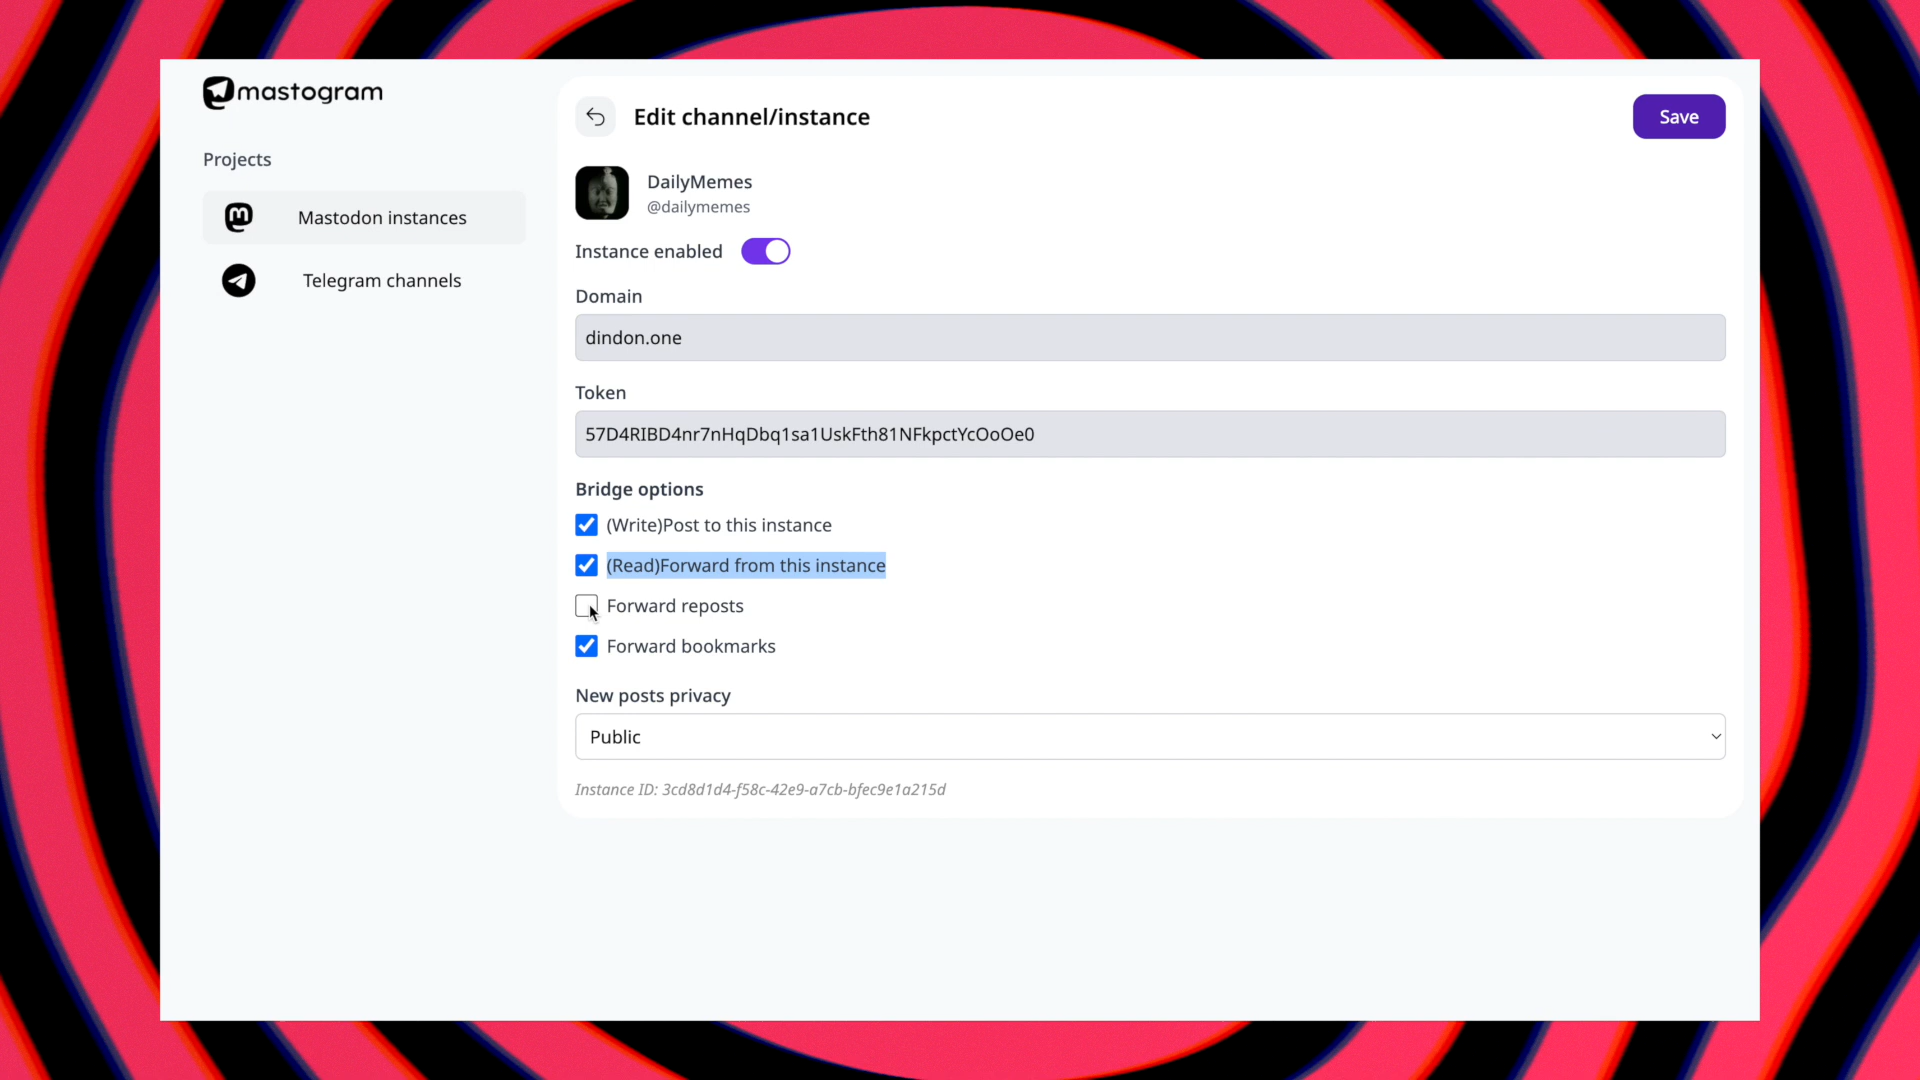 mastogram
Projects
Mastodon instances
Telegram channels
Edit channel/instance
Save
DailyMemes
@dailymemes
Instance enabled
Domain
dindon.one
Token
57D4RIBD4nr7nHqDbq1sa1UskFth81NFkpctYcOoOe0
Bridge options
(Write)Post to this instance
(Read)Forward from this instance
Forward reposts
Forward bookmarks
New posts privacy
Public
Instance ID: 3cd8d1d4-f58c-42e9-a7cb-bfec9e1a215d